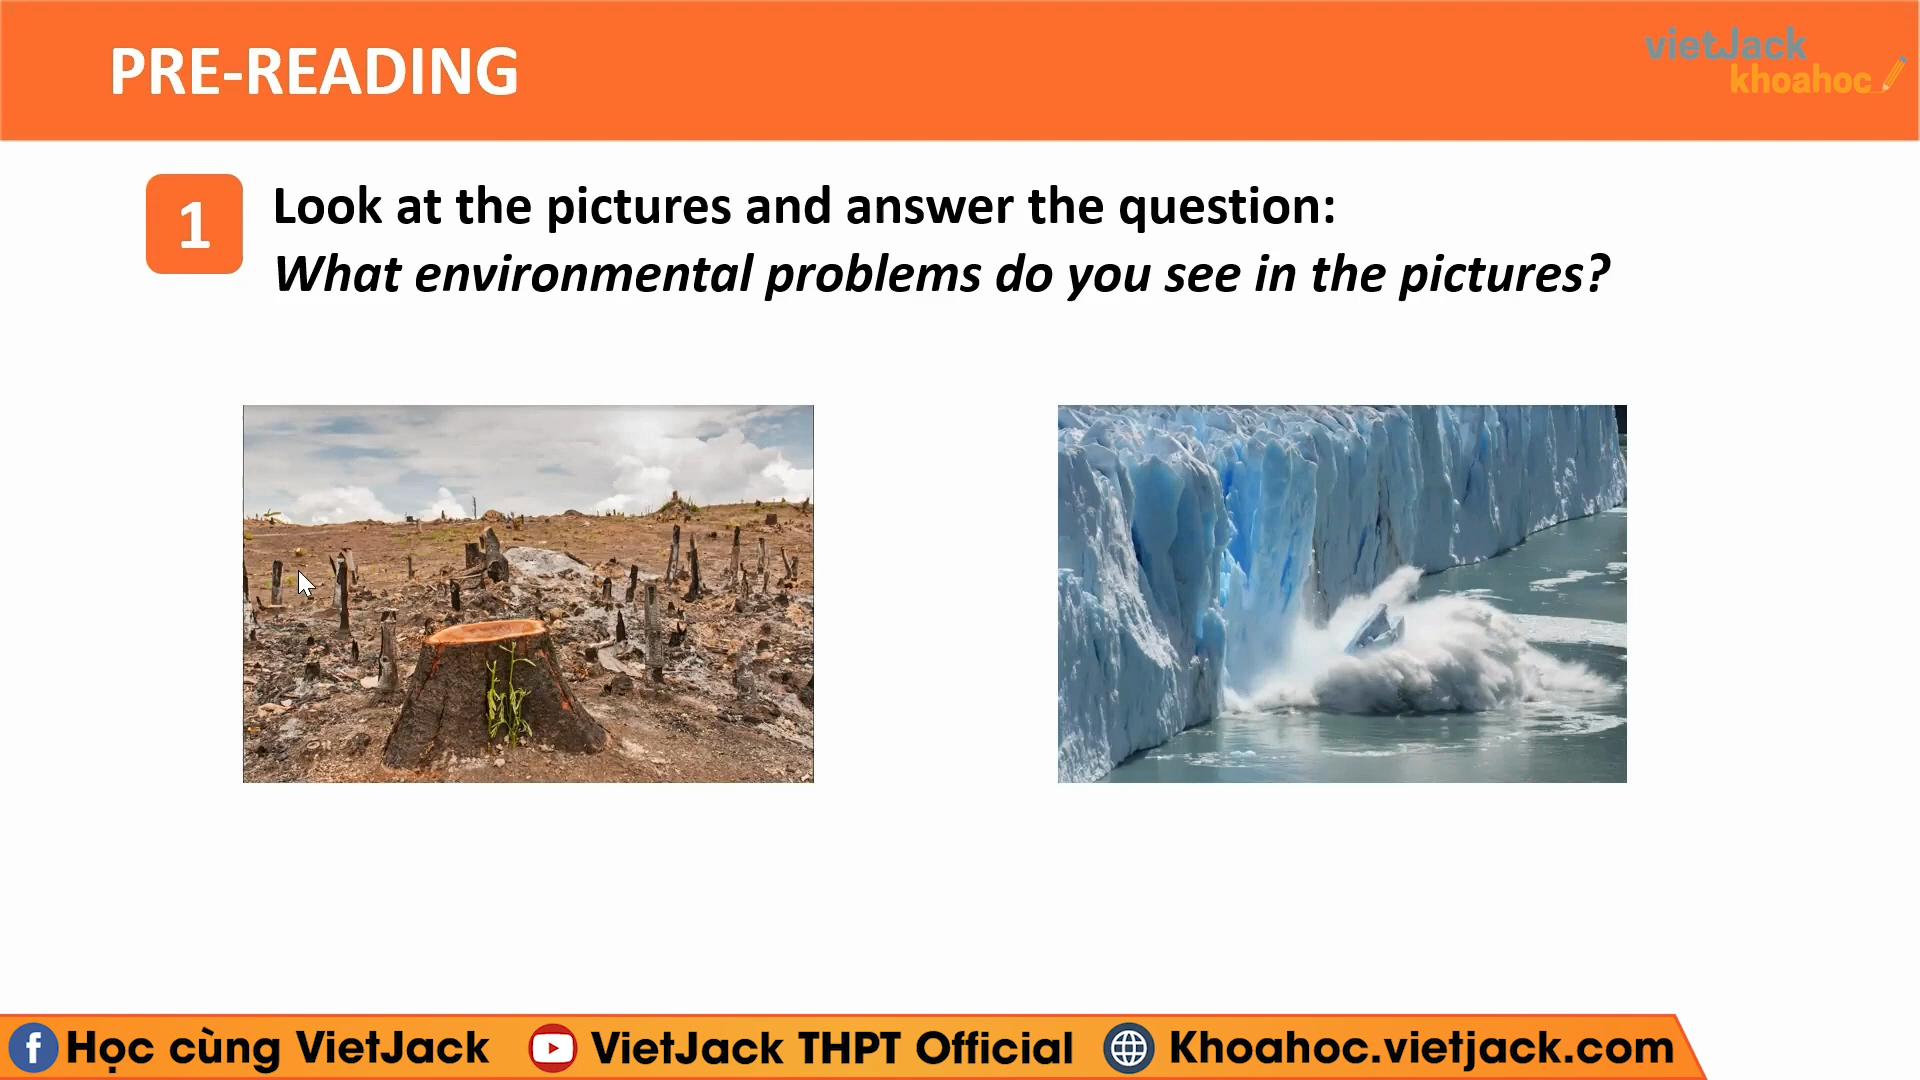 PRE-READING
vietJack
khoahoc
1
Look at the pictures and answer the question:
What environmental problems do you see in the pictures?
Học cùng VietJack
VietJack THPT Official
Khoahoc.vietjack.com